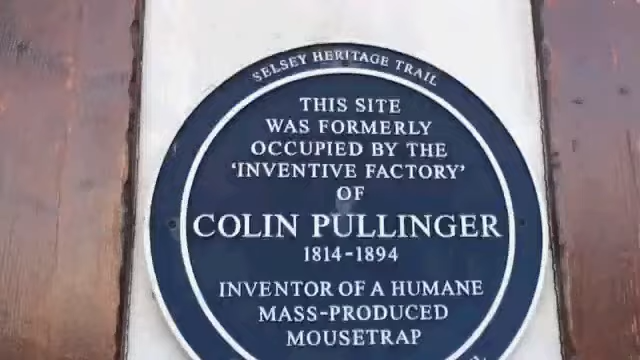 SELSEY HERITAGE TRAIL
THIS SITE
WAS FORMERLY
OCCUPIED BY THE
'INVENTIVE FACTORY'
OF
COLIN PULLINGER
1814-1894
INVENTOR OF A HUMANE
MASS-PRODUCED
MOUSETRAP